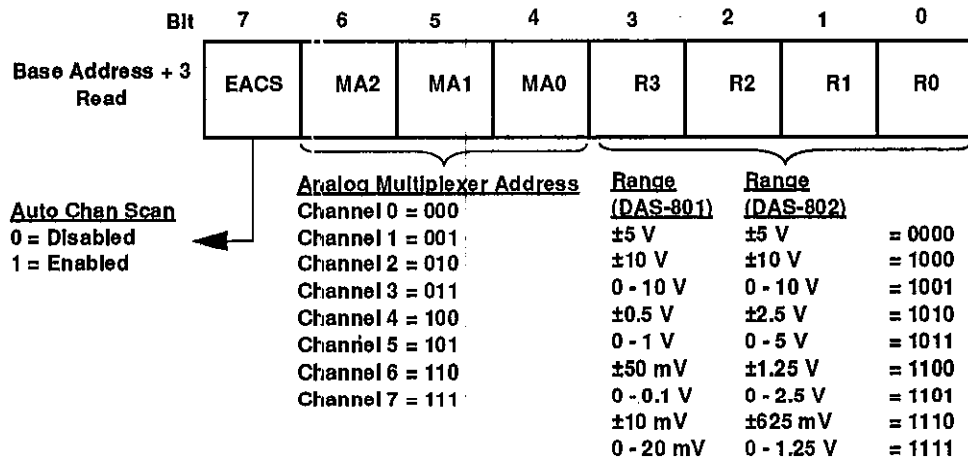 Bit 7 6 5 4 3 2 1 0
Base Address + 3
Read
EACS MA2 MA1 MA0 R3 R2 R1 R0
Auto Chan Scan
0 = Disabled
1 = Enabled
Analog Multiplexer Address
Channel 0 = 000
Channel 1 = 001
Channel 2 = 010
Channel 3 = 011
Channel 4 = 100
Channel 5 = 101
Channel 6 = 110
Channel 7 = 111
Range Range
(DAS-801) (DAS-802)
±5 V ±5 V = 0000
±10 V ±10 V = 1000
0 - 10 V 0 - 10 V = 1001
±0.5 V ±2.5 V = 1010
0 - 1 V 0 - 5 V = 1011
±50 mV ±1.25 V = 1100
0 - 0.1 V 0 - 2.5 V = 1101
±10 mV ±625 mV = 1110
0 - 20 mV 0 - 1.25 V = 1111